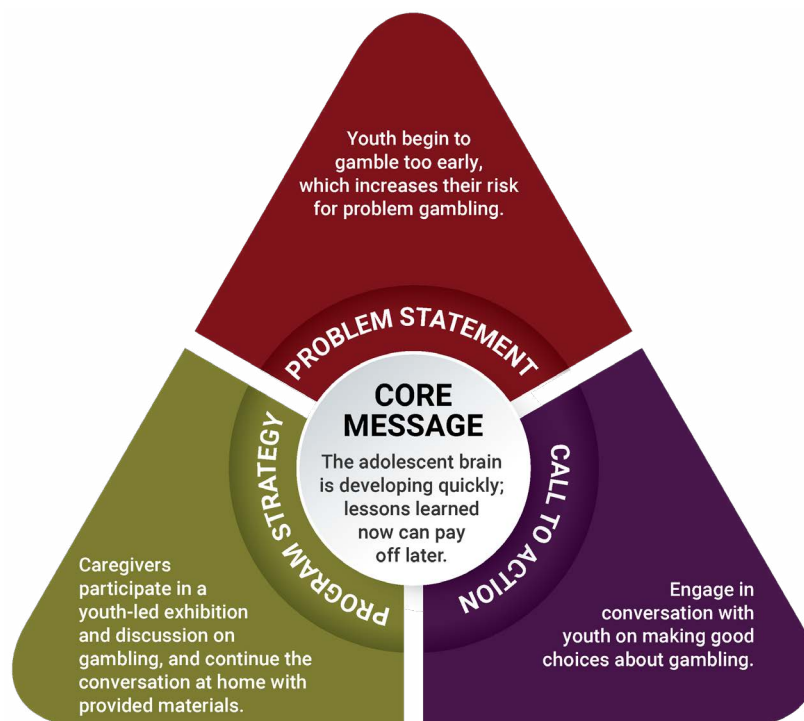 Youth begin to
gamble too early,
which increases their risk
for problem gambling.
PROBLEM STATEMENT
CORE
MESSAGE
The adolescent brain
is developing quickly;
lessons learned
now can pay
off later.
PROGRAM STRATEGY
Caregivers
participate in a
youth-led exhibition
and discussion on
gambling, and continue the
conversation at home with
provided materials.
CALL TO ACTION
Engage in
conversation with
youth on making good
choices about gambling.